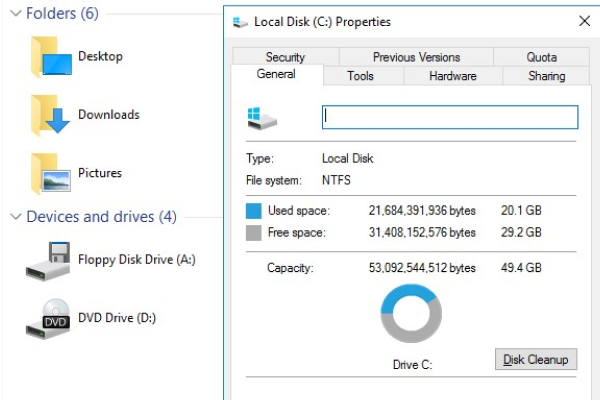 Folders (6)
Desktop
Downloads
Pictures
Devices and drives (4)
Floppy Disk Drive (A:)
DVD
DVD Drive (D:)
Local Disk (C:) Properties
Security Previous Versions Quota
General Tools Hardware Sharing
Type: Local Disk
File system: NTFS
Used space: 21,684,391,936 bytes 20.1 GB
Free space: 31,408,152,576 bytes 29.2 GB
Capacity: 53,092,544,512 bytes 49.4 GB
Drive C:
Disk Cleanup